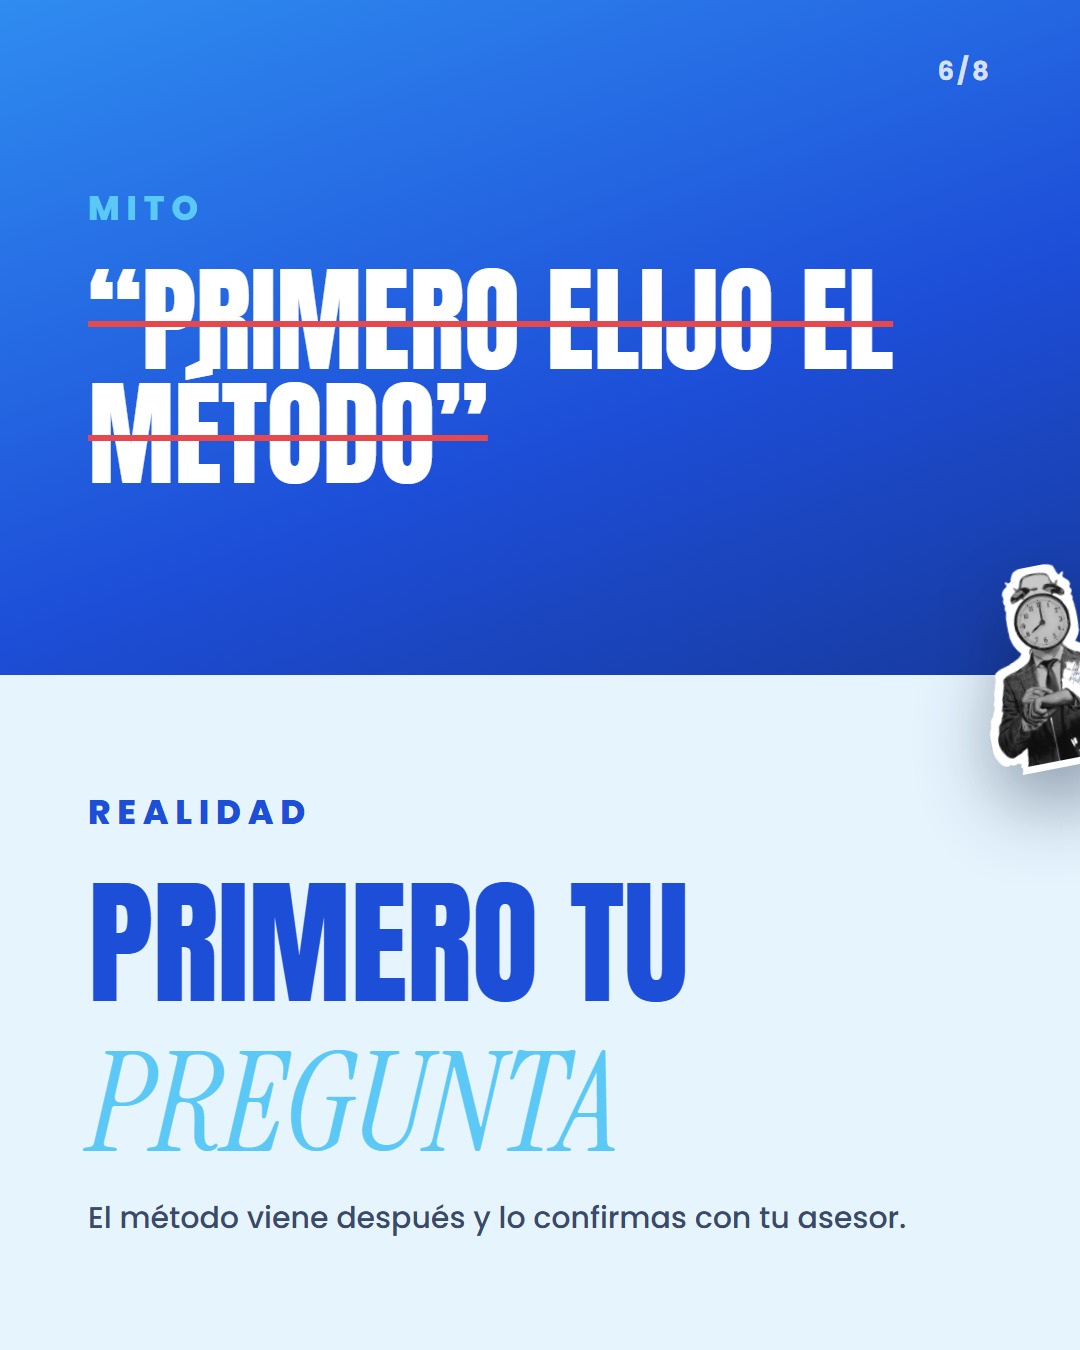 6/8
MITO
“PRIMERO ELIJO EL
MÉTODO”
REALIDAD
PRIMERO TU
PREGUNTA
El método viene después y lo confirmas con tu asesor.